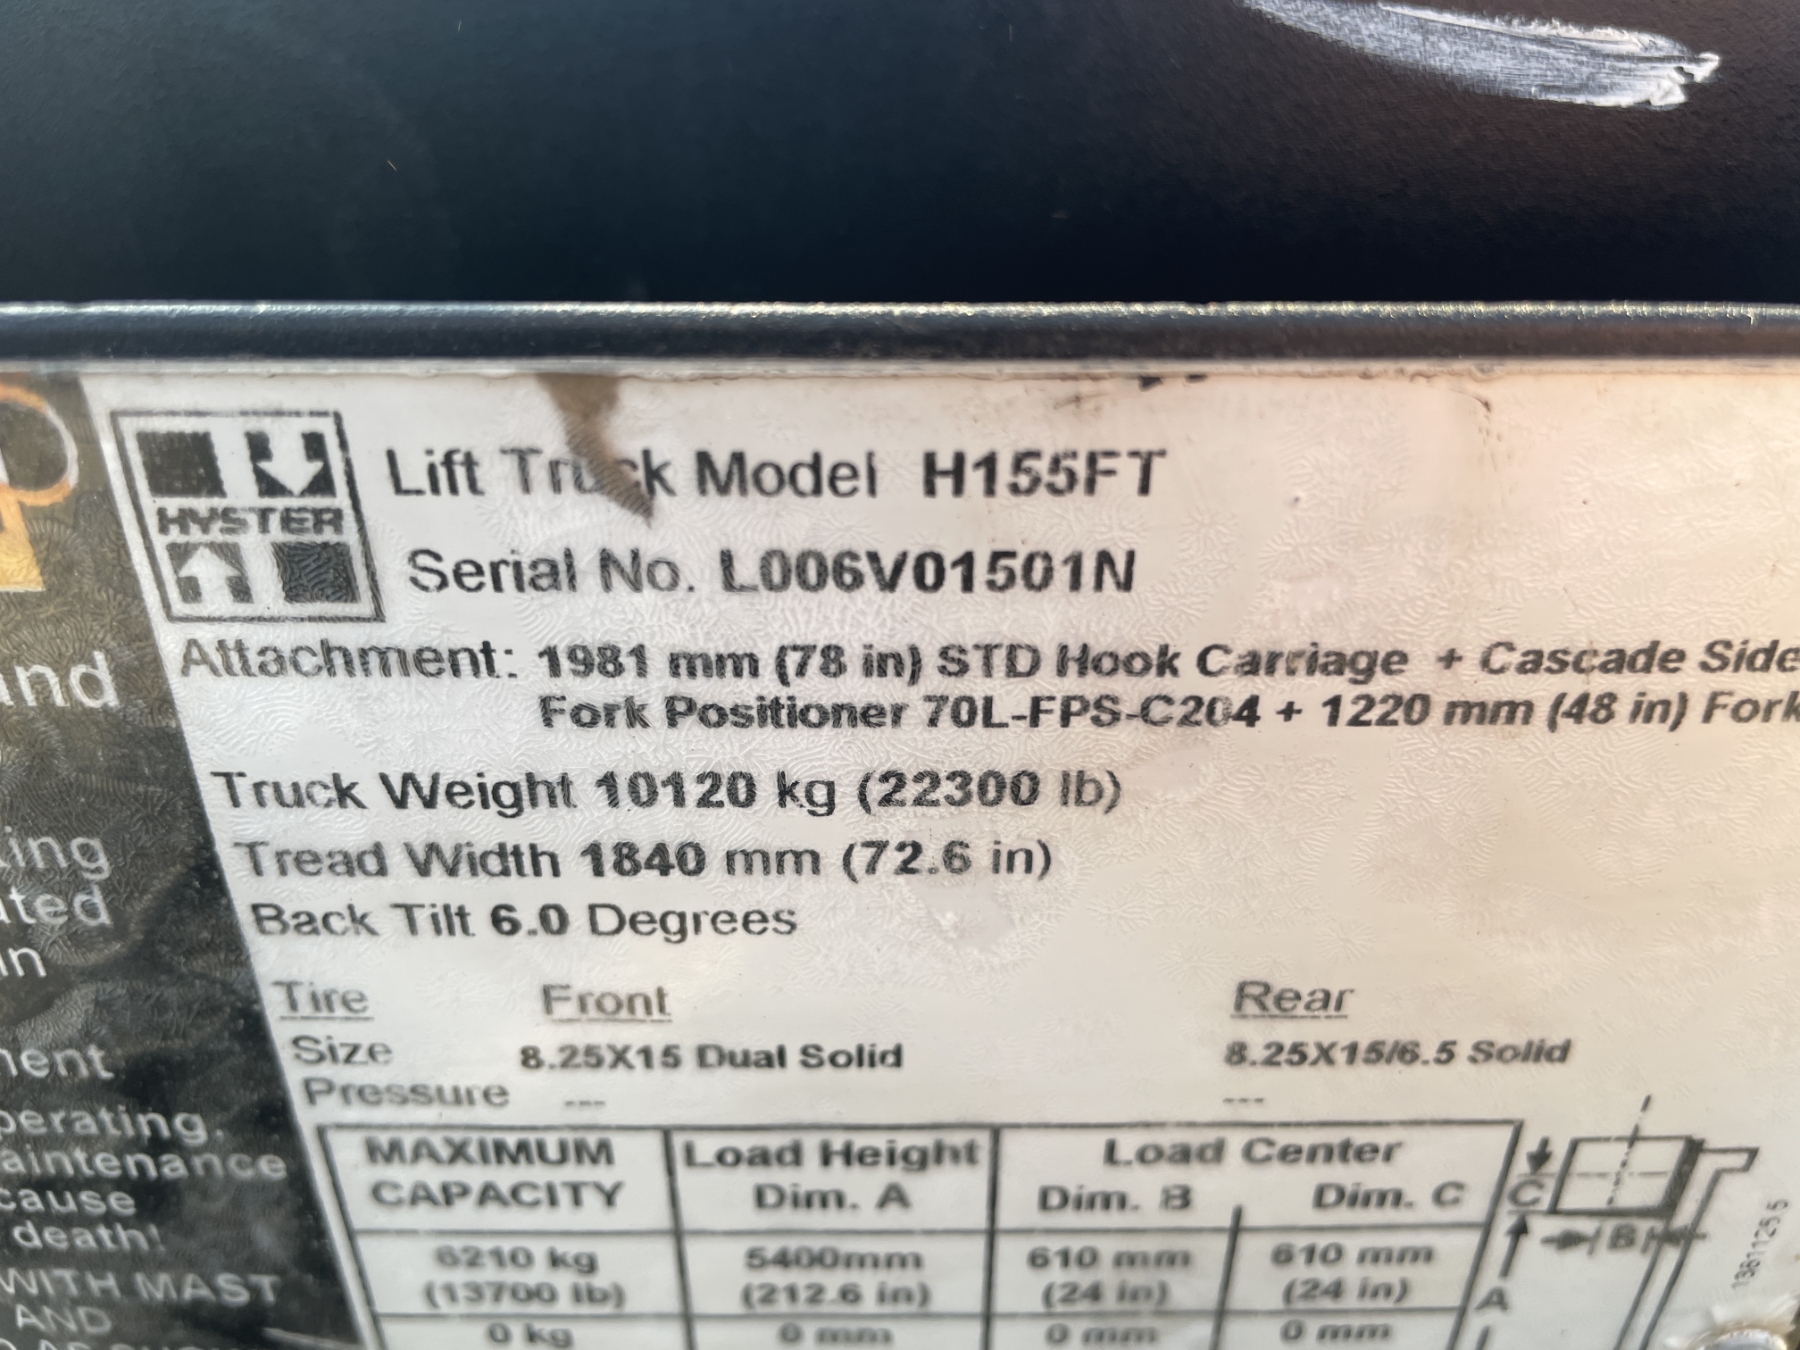 HYSTER
Lift Truck Model H155FT
Serial No. L006V01501N
Attachment: 1981 mm (78 in) STD Hook Carriage + Cascade Side
Fork Positioner 70L-FPS-C204 + 1220 mm (48 in) Fork
Truck Weight 10120 kg (22300 lb)
Tread Width 1840 mm (72.6 in)
Back Tilt 6.0 Degrees
Tire Front Rear
Size 8.25X15 Dual Solid 8.25X15/6.5 Solid
Pressure --- ---
MAXIMUM CAPACITY Load Height Dim. A Load Center Dim. B Dim. C
6210 kg 5400mm 610 mm 610 mm
(13700 lb) (212.6 in) (24 in) (24 in)
0 kg 0 mm 0 mm 0 mm
C
B
A
13611255
and
ing
ated
in
ent
perating,
aintenance
cause
death!
WITH MAST
AND